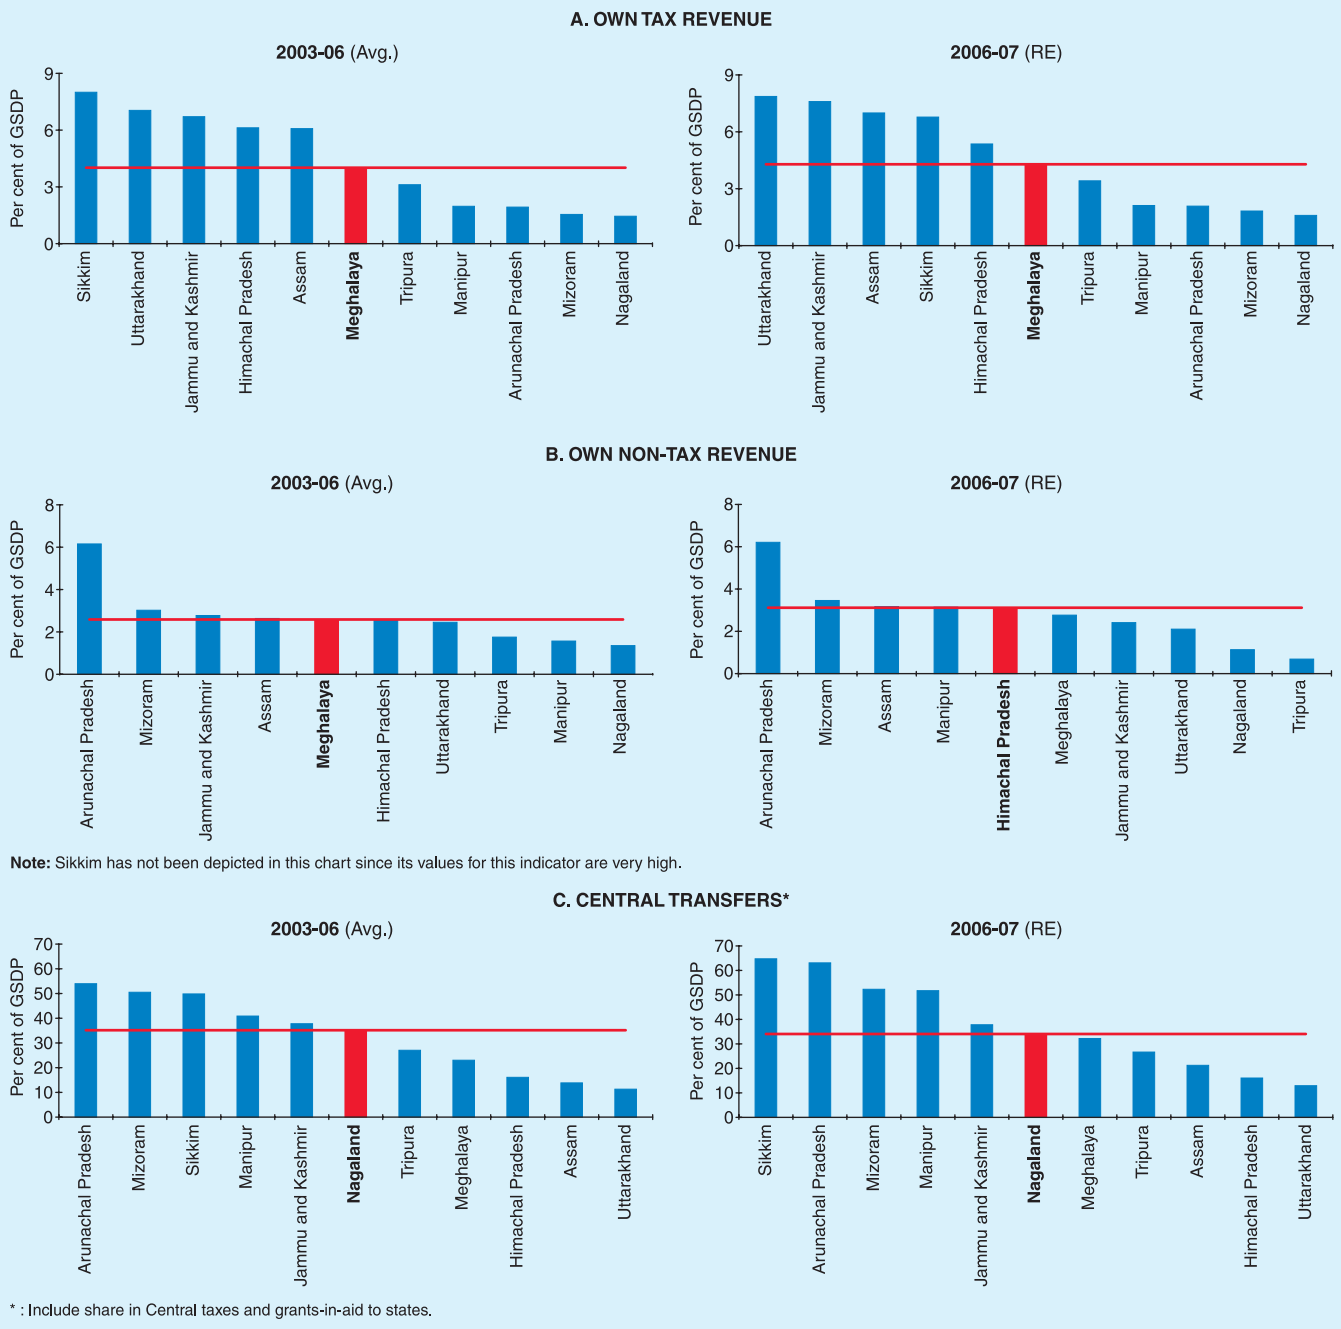 A. OWN TAX REVENUE
2003-06 (Avg.)
Per cent of GSDP
9
6
3
0
Sikkim
Uttarakhand
Jammu and Kashmir
Himachal Pradesh
Assam
Meghalaya
Tripura
Manipur
Arunachal Pradesh
Mizoram
Nagaland
2006-07 (RE)
Per cent of GSDP
9
6
3
0
Uttarakhand
Jammu and Kashmir
Assam
Sikkim
Himachal Pradesh
Meghalaya
Tripura
Manipur
Arunachal Pradesh
Mizoram
Nagaland
B. OWN NON-TAX REVENUE
2003-06 (Avg.)
Per cent of GSDP
8
6
4
2
0
Arunachal Pradesh
Mizoram
Jammu and Kashmir
Assam
Meghalaya
Himachal Pradesh
Uttarakhand
Tripura
Manipur
Nagaland
2006-07 (RE)
Per cent of GSDP
8
6
4
2
0
Arunachal Pradesh
Mizoram
Assam
Manipur
Himachal Pradesh
Meghalaya
Jammu and Kashmir
Uttarakhand
Nagaland
Tripura
Note: Sikkim has not been depicted in this chart since its values for this indicator are very high.
C. CENTRAL TRANSFERS*
2003-06 (Avg.)
Per cent of GSDP
70
60
50
40
30
20
10
0
Arunachal Pradesh
Mizoram
Sikkim
Manipur
Jammu and Kashmir
Nagaland
Tripura
Meghalaya
Himachal Pradesh
Assam
Uttarakhand
2006-07 (RE)
Per cent of GSDP
70
60
50
40
30
20
10
0
Sikkim
Arunachal Pradesh
Mizoram
Manipur
Jammu and Kashmir
Nagaland
Meghalaya
Tripura
Assam
Himachal Pradesh
Uttarakhand
* : Include share in Central taxes and grants-in-aid to states.